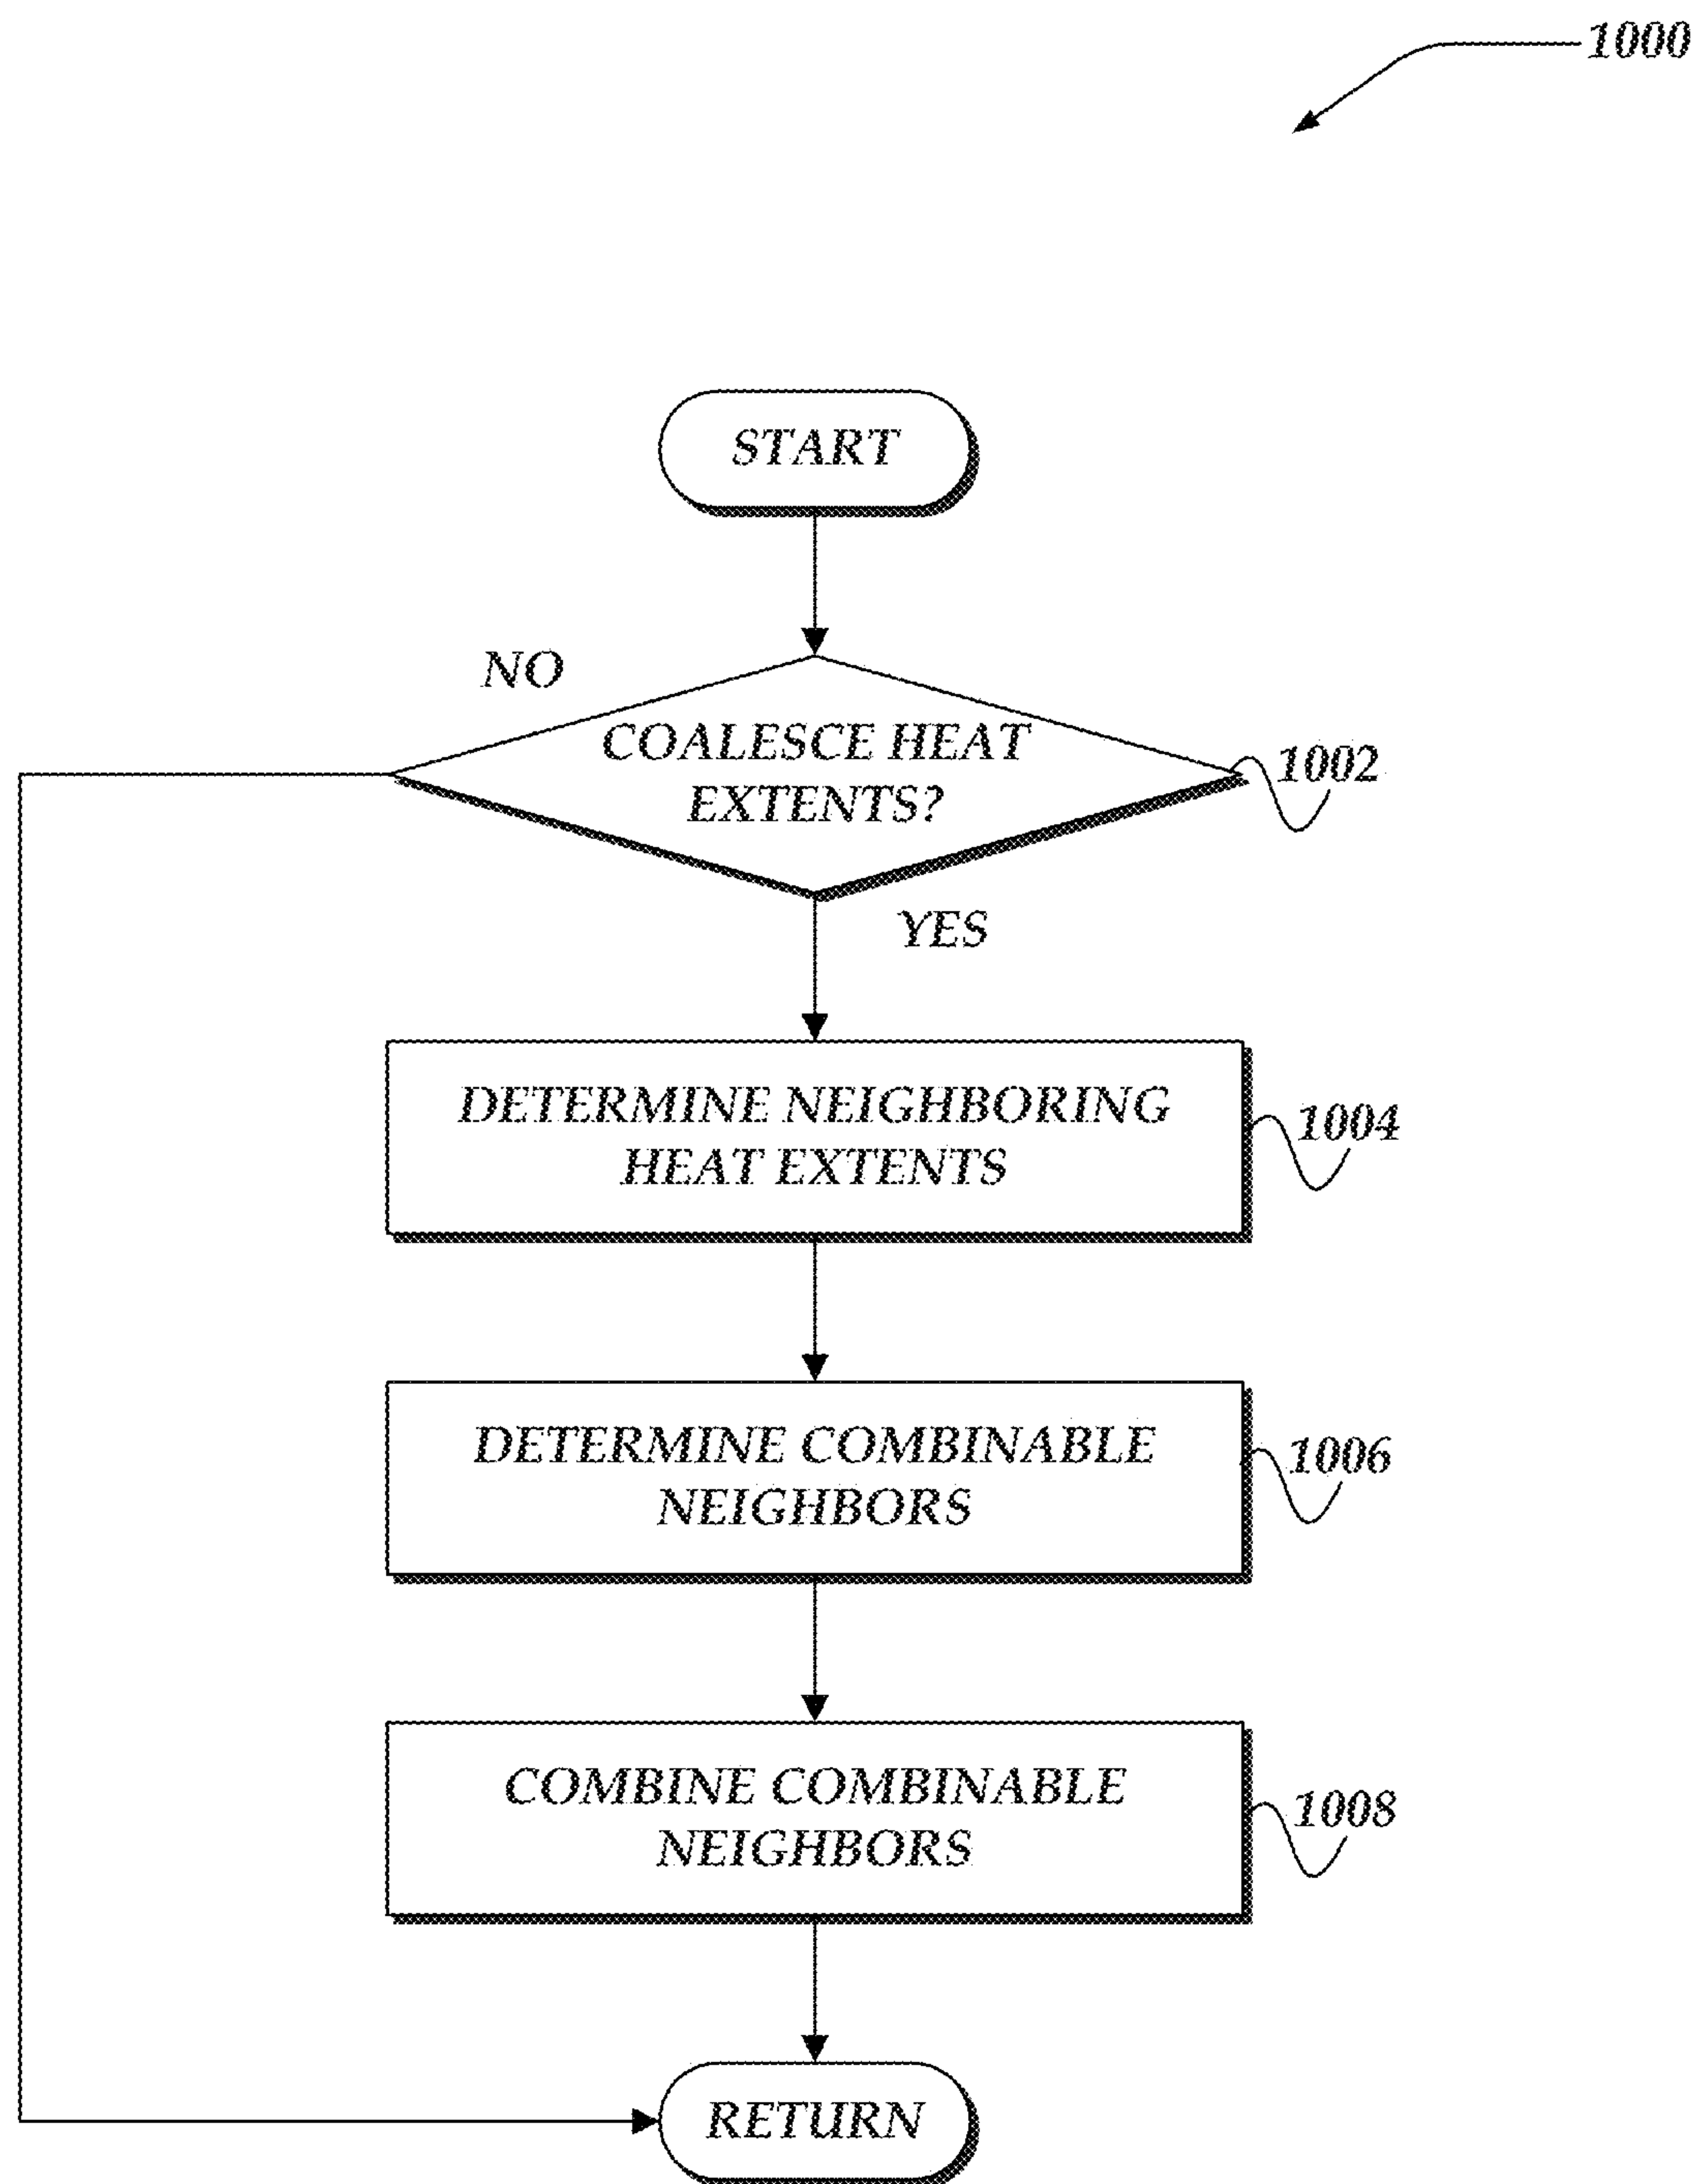 1000
START
NO
COALESCE HEAT
EXTENTS?
1002
YES
DETERMINE NEIGHBORING
HEAT EXTENTS
1004
DETERMINE COMBINABLE
NEIGHBORS
1006
COMBINE COMBINABLE
NEIGHBORS
1008
RETURN